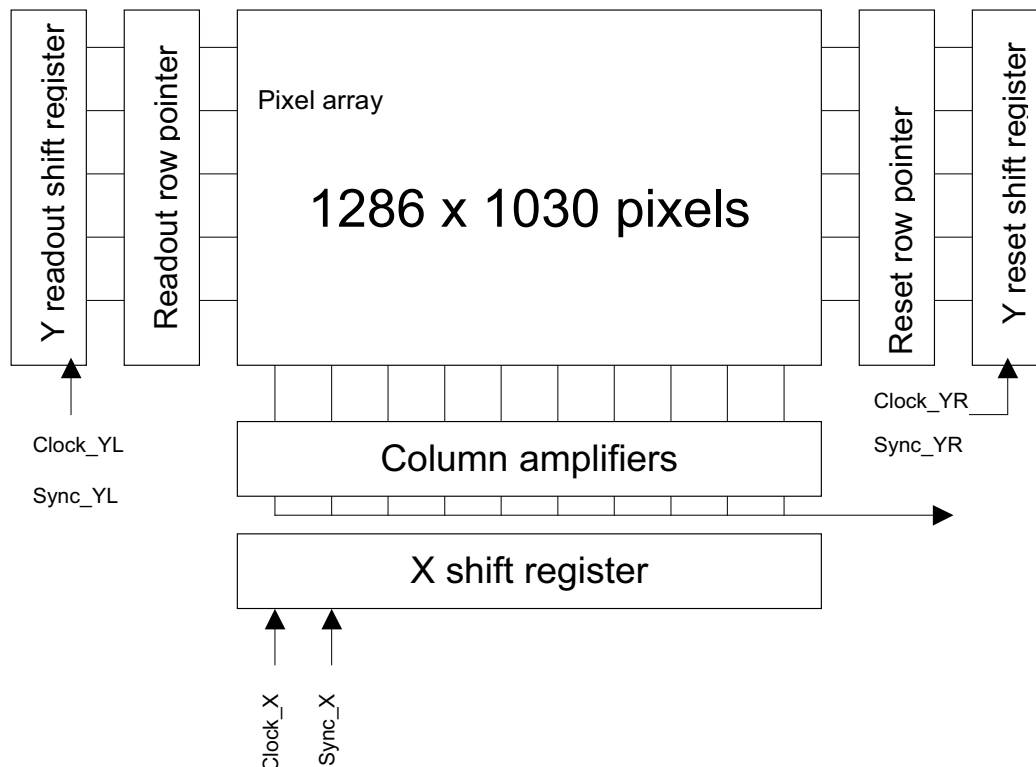 Y readout shift register
Readout row pointer
Pixel array
1286 x 1030 pixels
Reset row pointer
Y reset shift register
Clock_YL
Sync_YL
Clock_YR
Sync_YR
Column amplifiers
X shift register
Clock_X
Sync_X